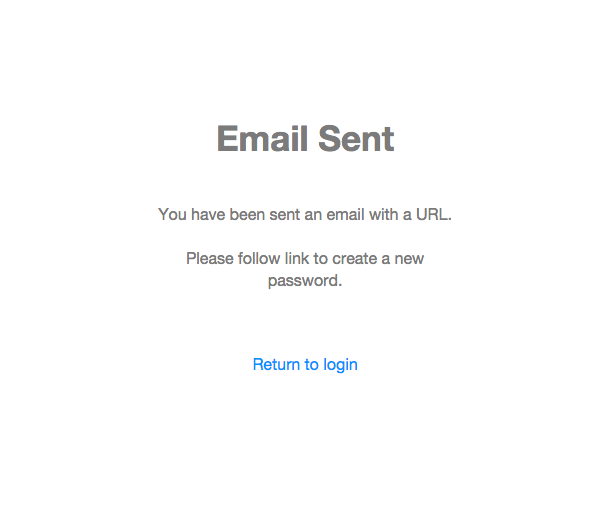 Email Sent
You have been sent an email with a URL.
Please follow link to create a new
password.
Return to login